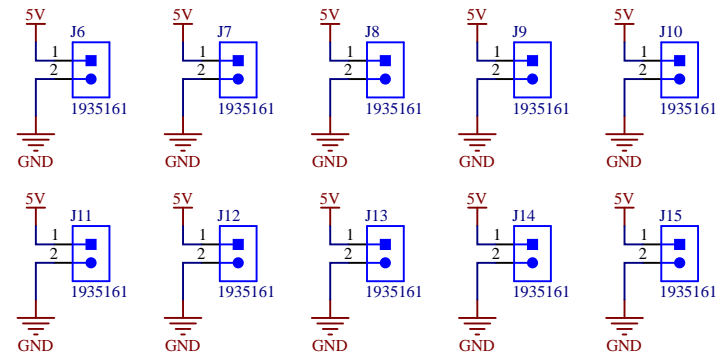 5V 5V 5V 5V 5V
J6 J7 J8 J9 J10
1 1 1 1 1
2 2 2 2 2
1935161 1935161 1935161 1935161 1935161
GND GND GND GND GND
5V 5V 5V 5V 5V
J11 J12 J13 J14 J15
1 1 1 1 1
2 2 2 2 2
1935161 1935161 1935161 1935161 1935161
GND GND GND GND GND